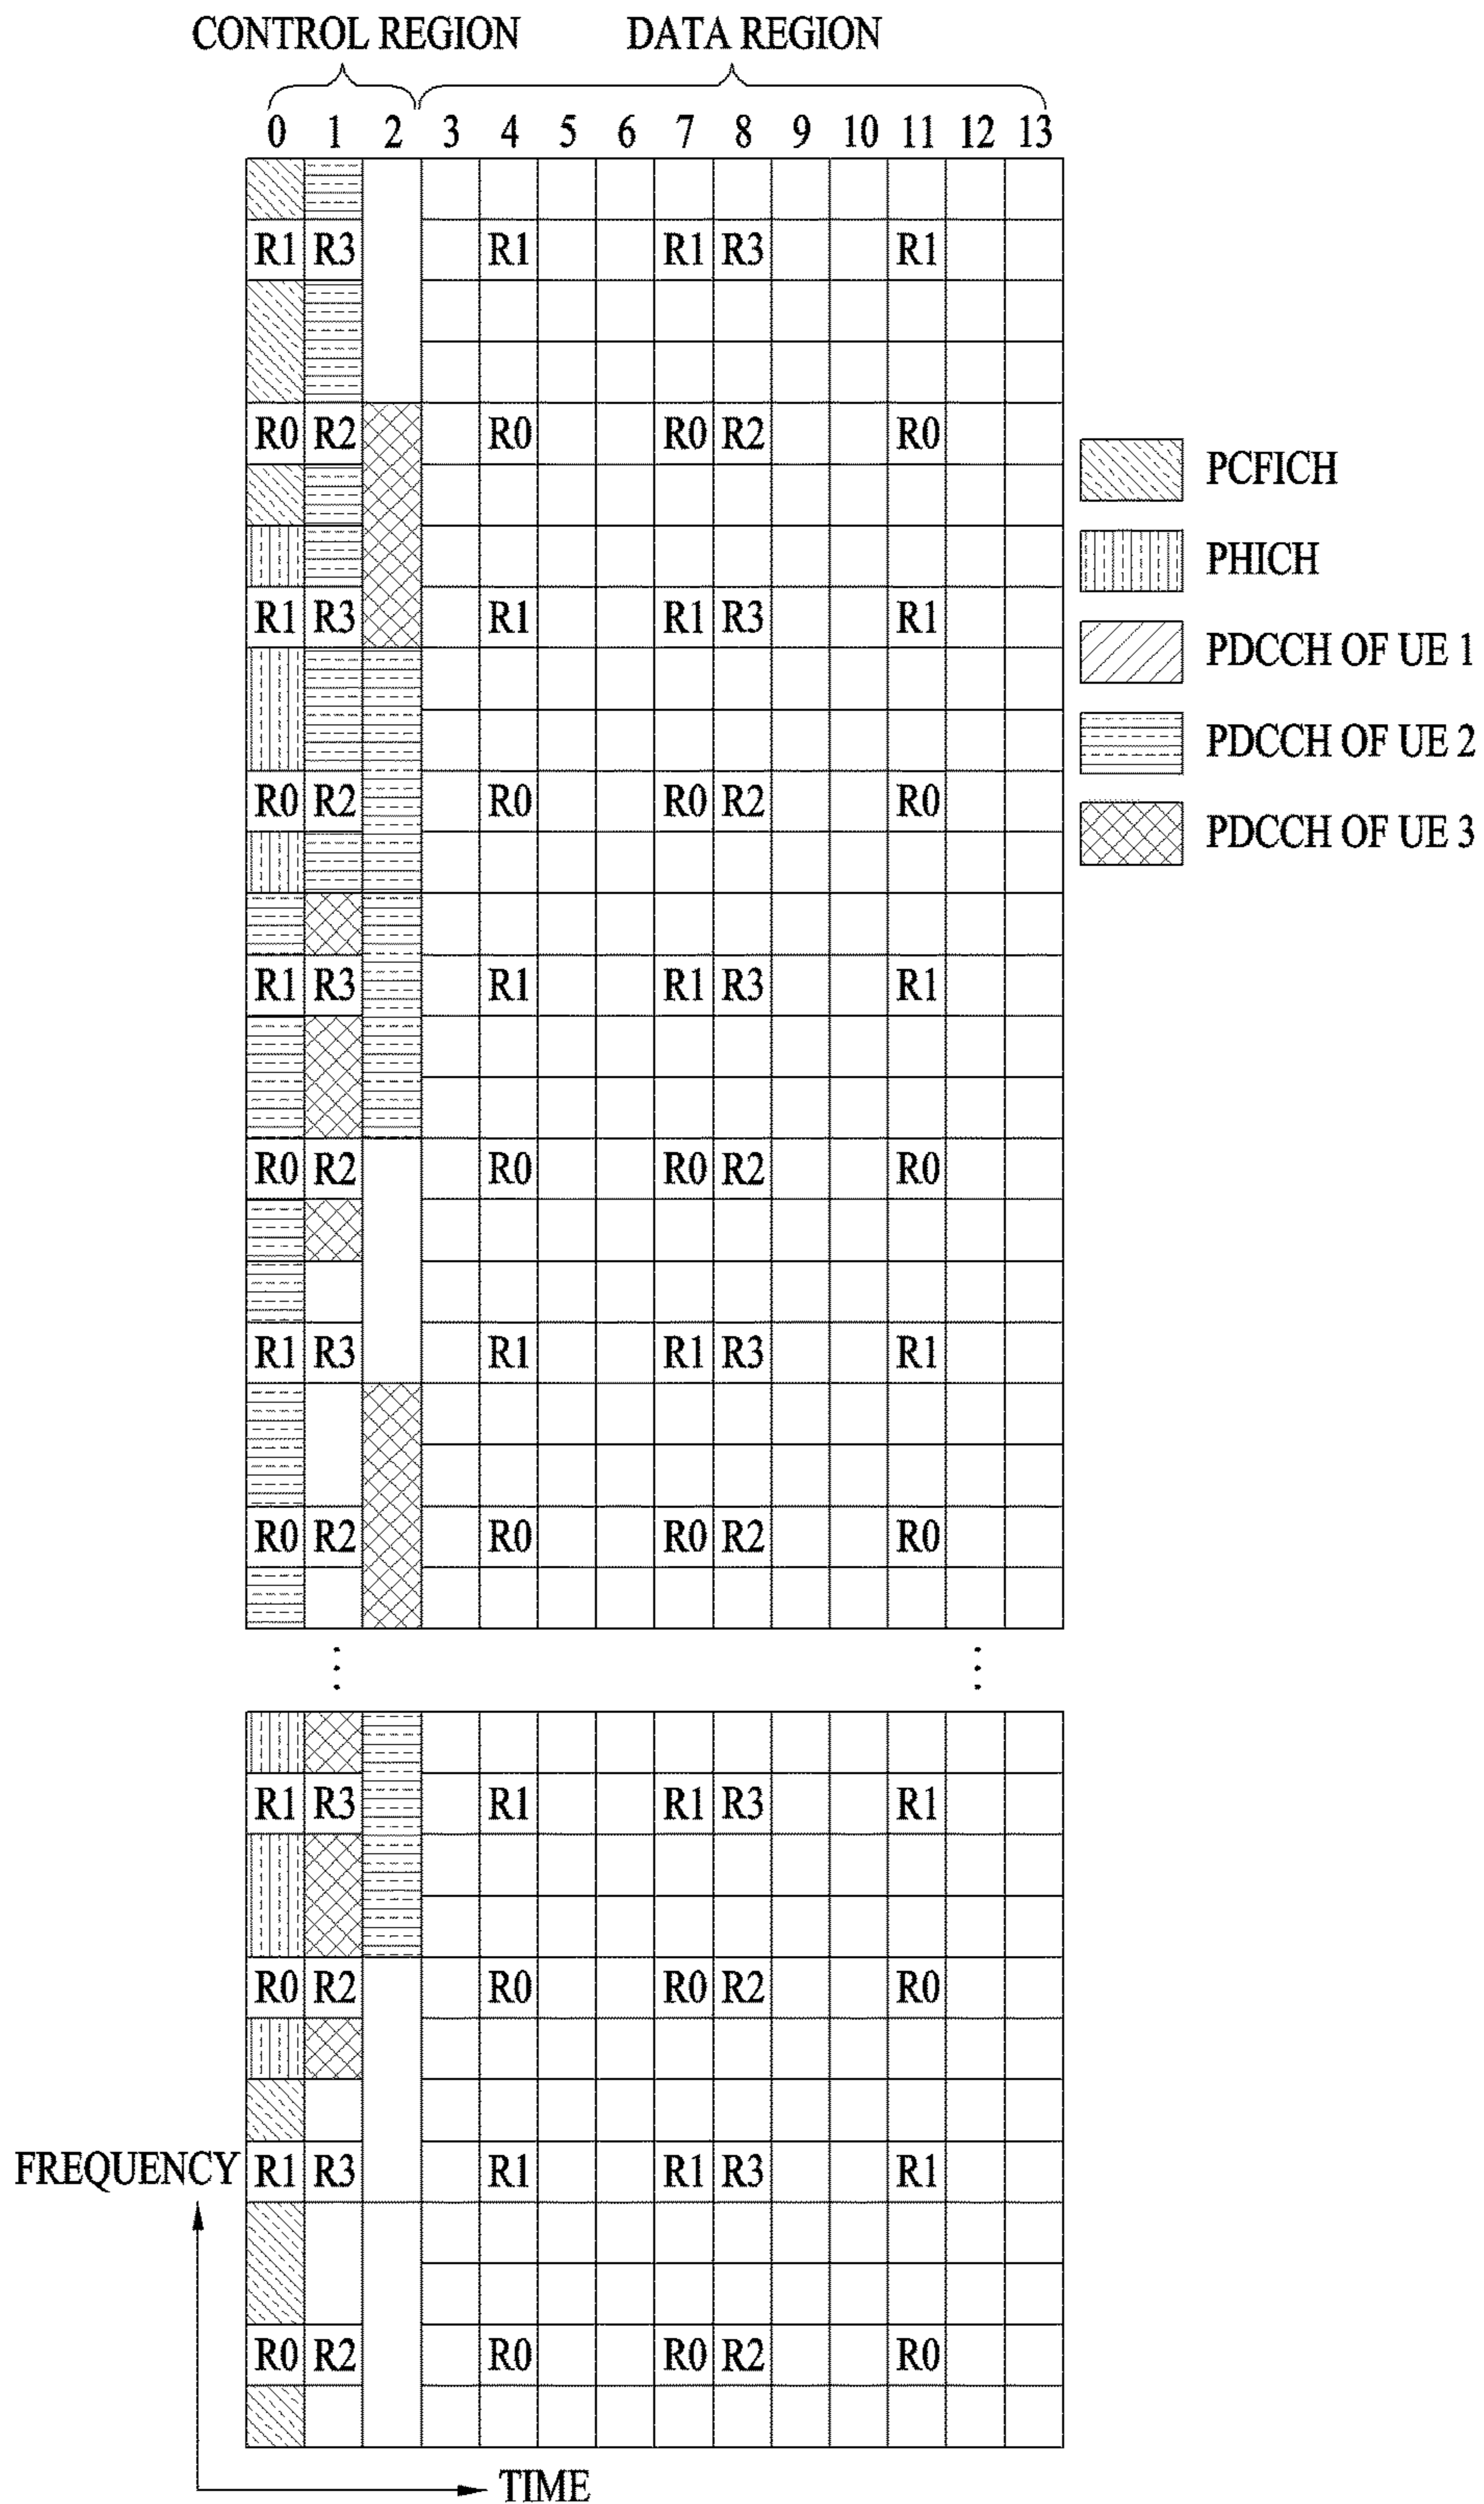 CONTROL REGION DATA REGION
0 1 2 3 4 5 6 7 8 9 10 11 12 13
R1 R3 R1 R1 R3 R1
R0 R2 R0 R0 R2 R0
PCFICH
PHICH
R1 R3 R1 R1 R3 R1
PDCCH OF UE 1
PDCCH OF UE 2
R0 R2 R0 R0 R2 R0
PDCCH OF UE 3
R1 R3 R1 R1 R3 R1
R0 R2 R0 R0 R2 R0
R1 R3 R1 R1 R3 R1
R0 R2 R0 R0 R2 R0
R1 R3 R1 R1 R3 R1
R0 R2 R0 R0 R2 R0
FREQUENCY R1 R3 R1 R1 R3 R1
R0 R2 R0 R0 R2 R0
TIME